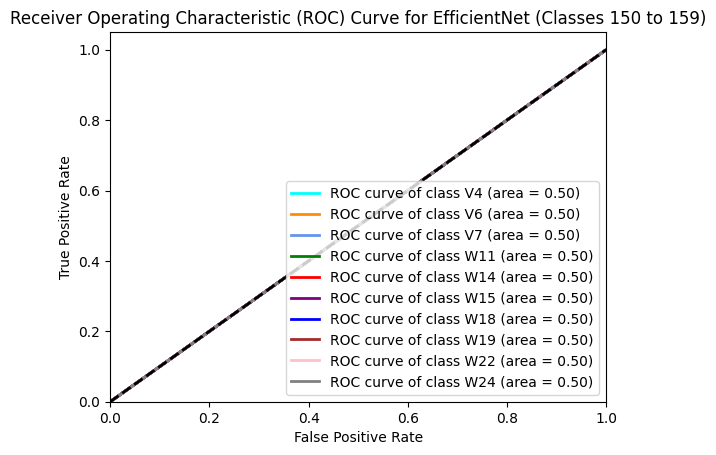 Receiver Operating Characteristic (ROC) Curve for EfficientNet (Classes 150 to 159)
True Positive Rate
1.0
0.8
0.6
0.4
0.2
0.0
ROC curve of class V4 (area = 0.50)
ROC curve of class V6 (area = 0.50)
ROC curve of class V7 (area = 0.50)
ROC curve of class W11 (area = 0.50)
ROC curve of class W14 (area = 0.50)
ROC curve of class W15 (area = 0.50)
ROC curve of class W18 (area = 0.50)
ROC curve of class W19 (area = 0.50)
ROC curve of class W22 (area = 0.50)
ROC curve of class W24 (area = 0.50)
0.0 0.2 0.4 0.6 0.8 1.0
False Positive Rate